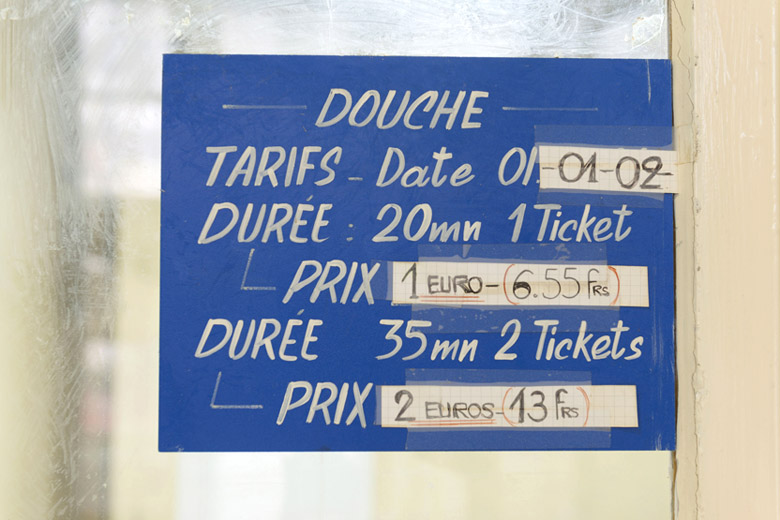 DOUCHE
TARIFS - Date 01.-01-02-
DURÉE : 20mn 1 Ticket
PRIX 1 EURO-(6.55 FRS)
DURÉE 35mn 2 Tickets
PRIX 2 EUROS-(13 FRS)